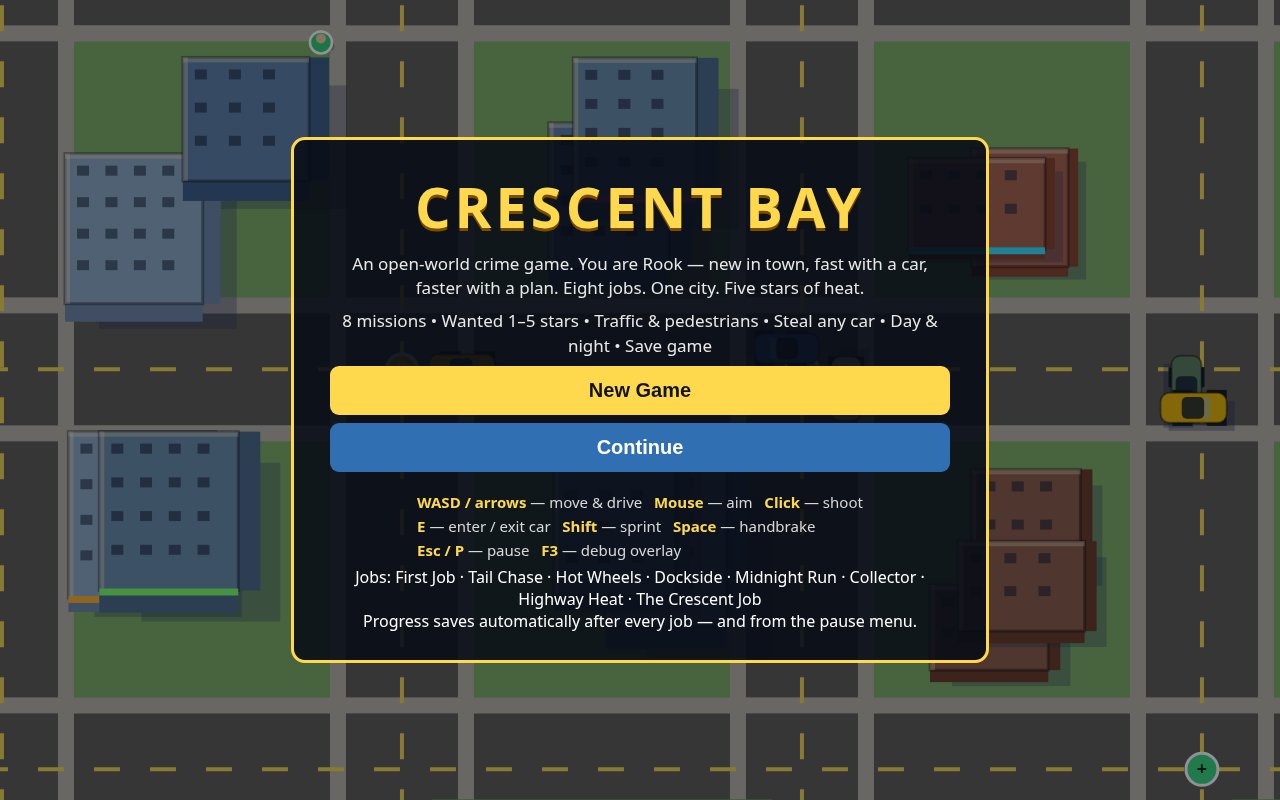 CRESCENT BAY
An open-world crime game. You are Rook — new in town, fast with a car,
faster with a plan. Eight jobs. One city. Five stars of heat.
8 missions • Wanted 1–5 stars • Traffic & pedestrians • Steal any car • Day &
night • Save game
New Game
Continue
WASD / arrows — move & drive Mouse — aim Click — shoot
E — enter / exit car Shift — sprint Space — handbrake
Esc / P — pause F3 — debug overlay
Jobs: First Job · Tail Chase · Hot Wheels · Dockside · Midnight Run · Collector ·
Highway Heat · The Crescent Job
Progress saves automatically after every job — and from the pause menu.
+